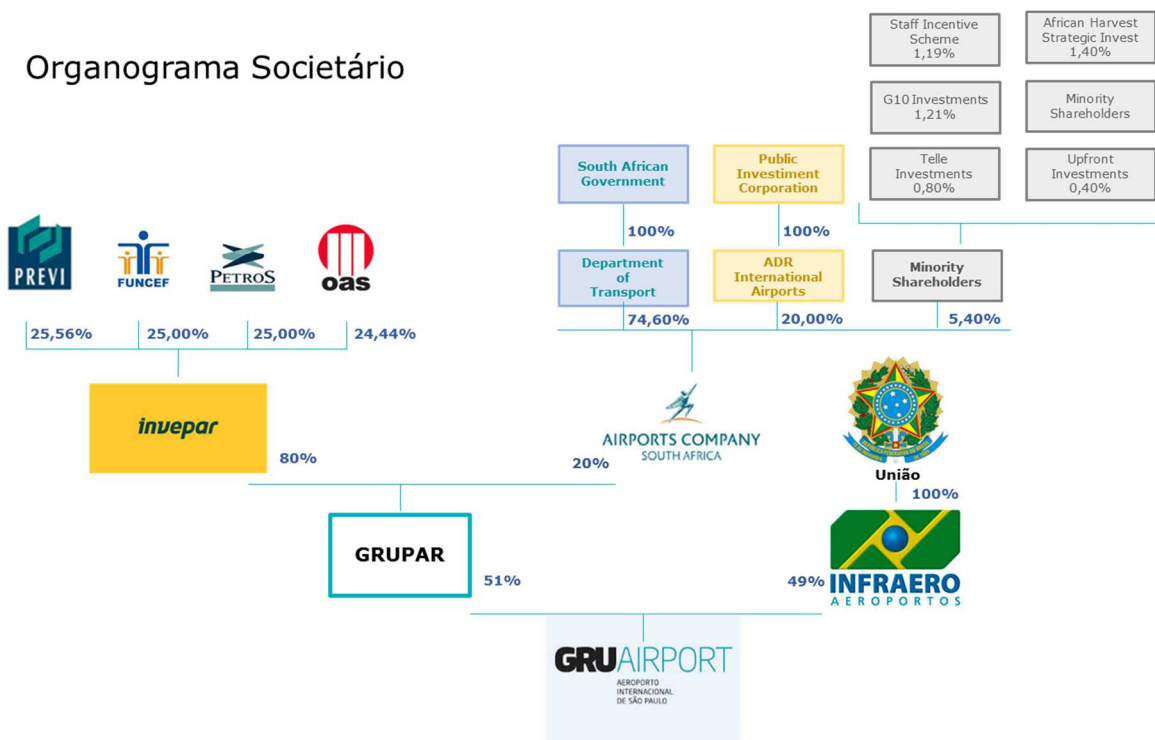 Organograma Societário
Staff Incentive
Scheme
1,19%
African Harvest
Strategic Invest
1,40%
G10 Investments
1,21%
Minority
Shareholders
Telle
Investments
0,80%
Upfront
Investments
0,40%
South African
Government
Public
Investiment
Corporation
100%
100%
Department
of
Transport
ADR
International
Airports
Minority
Shareholders
74,60%
20,00%
5,40%
PREVI
FUNCEF
PETROS
oas
25,56%
25,00%
25,00%
24,44%
invepar
AIRPORTS COMPANY
SOUTH AFRICA
80%
20%
União
100%
GRUPAR
INFRAERO
AEROPORTOS
51%
49%
GRUAIRPORT
AEROPORTO
INTERNACIONAL
DE SÃO PAULO